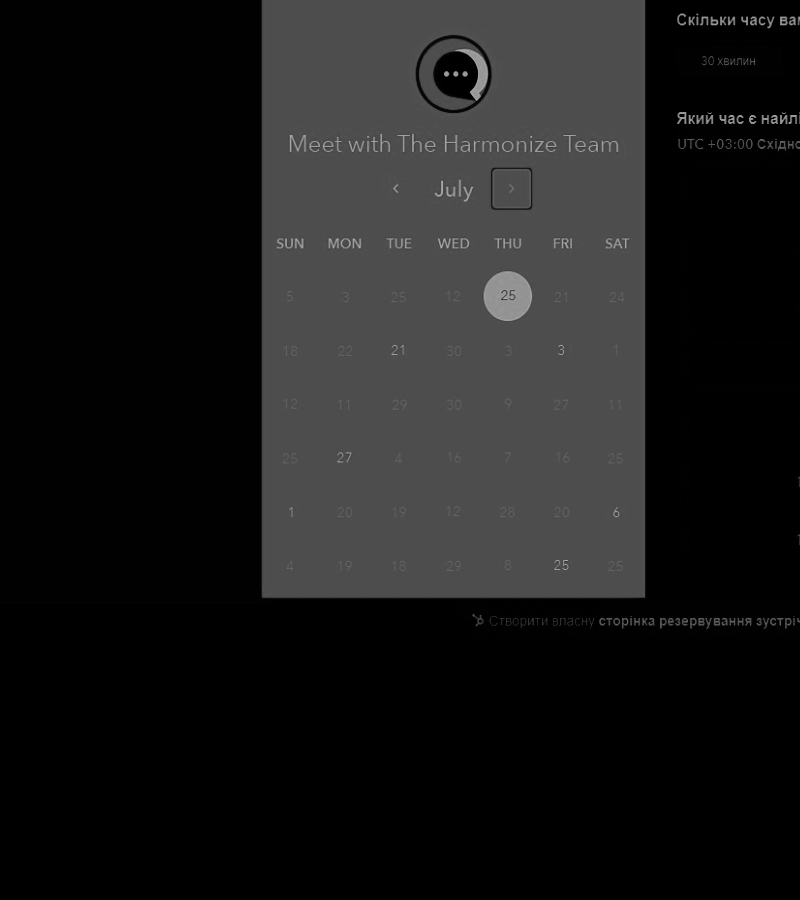 Meet with The Harmonize Team
July
SUN MON TUE WED THU FRI SAT
5 3 25 12 25 21 24
18 22 21 30 3 3 1
12 11 29 30 9 27 11
25 27 4 16 7 16 25
1 20 19 12 28 20 6
4 19 18 29 8 25 25
Скільки часу ва
30 хвилин
Який час є найлі
UTC +03:00 Східно
Створити власну сторінка резервування зустріч